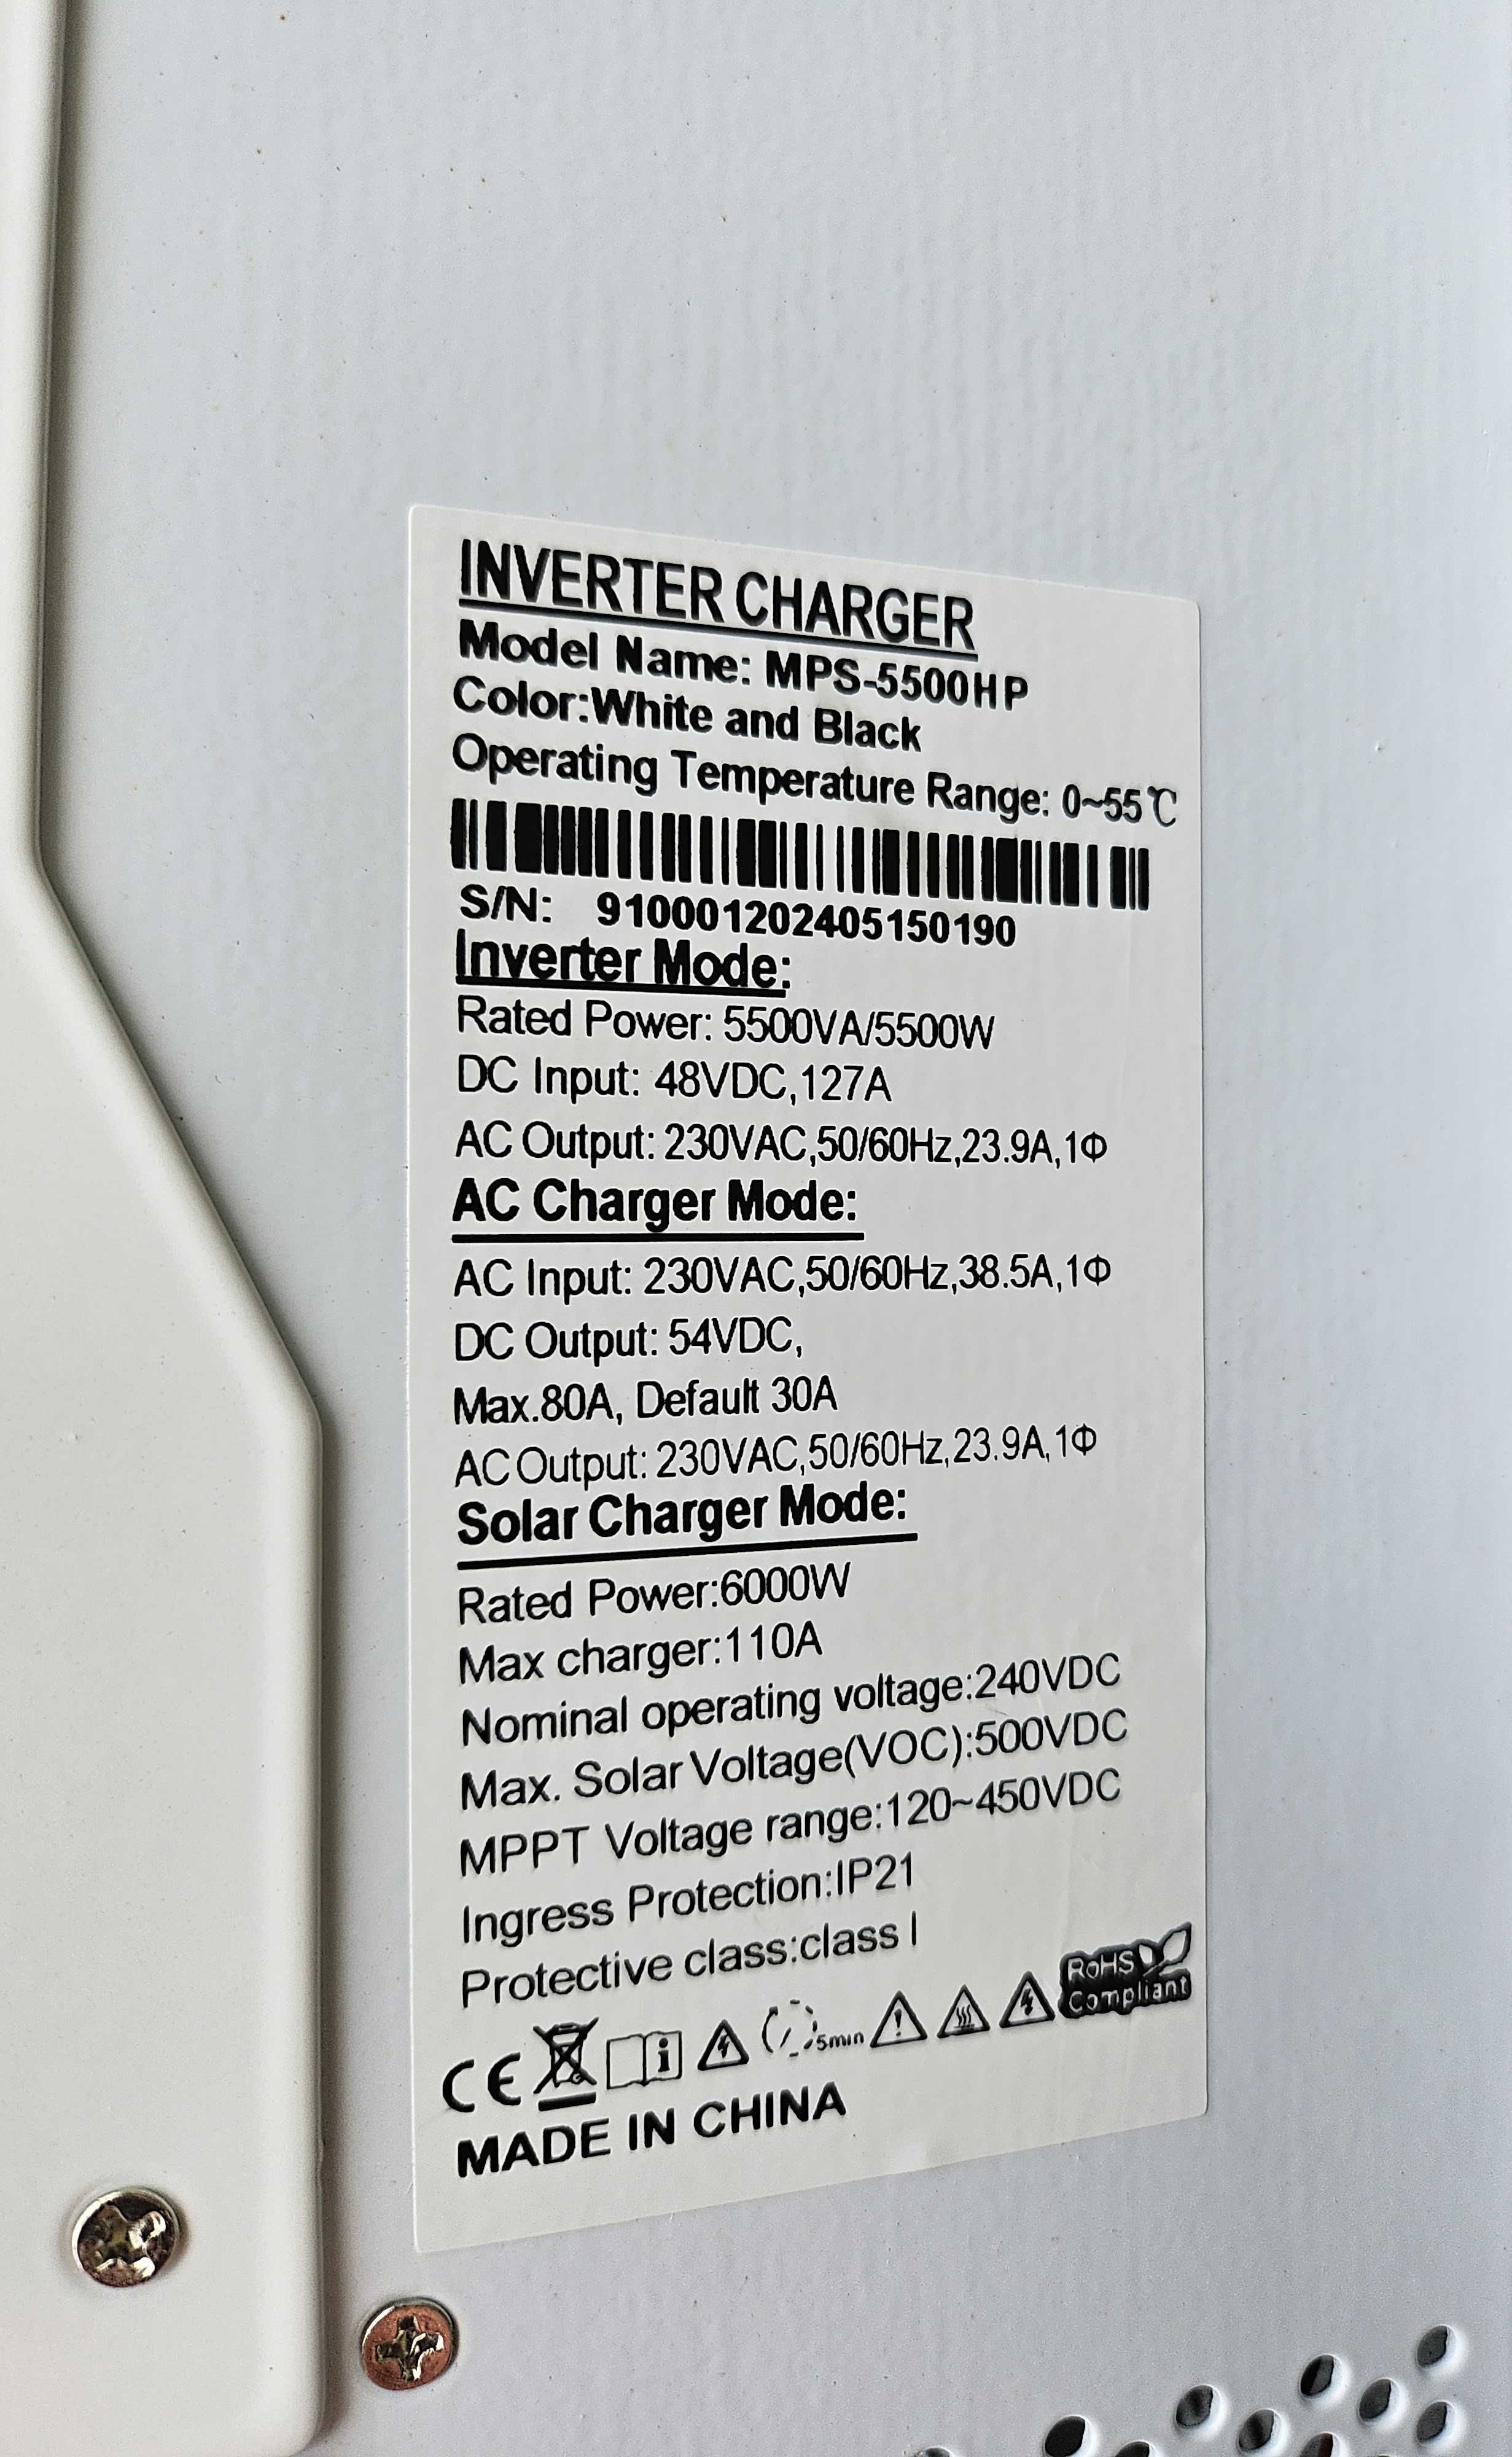 INVERTER CHARGER
Model Name: MPS-5500HP
Color:White and Black
Operating Temperature Range: 0~55℃
S/N: 910001202405150190
Inverter Mode:
Rated Power: 5500VA/5500W
DC Input: 48VDC,127A
AC Output: 230VAC,50/60Hz,23.9A,1Φ
AC Charger Mode:
AC Input: 230VAC,50/60Hz,38.5A,1Φ
DC Output: 54VDC,
Max.80A, Default 30A
AC Output: 230VAC,50/60Hz,23.9A,1Φ
Solar Charger Mode:
Rated Power:6000W
Max charger:110A
Nominal operating voltage:240VDC
Max. Solar Voltage(VOC):500VDC
MPPT Voltage range:120~450VDC
Ingress Protection:IP21
Protective class:class I
RoHS
Compliant
CE i 5min
MADE IN CHINA